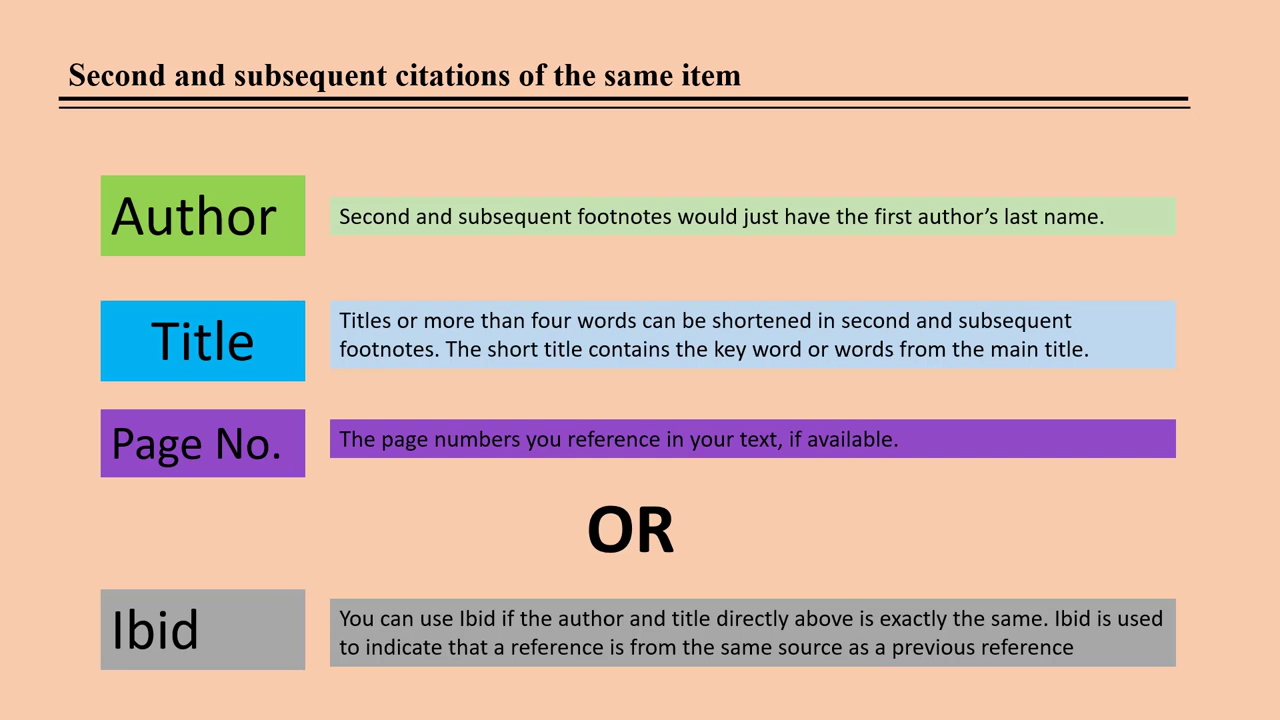 Second and subsequent citations of the same item
Author
Second and subsequent footnotes would just have the first author’s last name.
Title
Titles or more than four words can be shortened in second and subsequent
footnotes. The short title contains the key word or words from the main title.
Page No.
The page numbers you reference in your text, if available.
OR
Ibid
You can use Ibid if the author and title directly above is exactly the same. Ibid is used
to indicate that a reference is from the same source as a previous reference